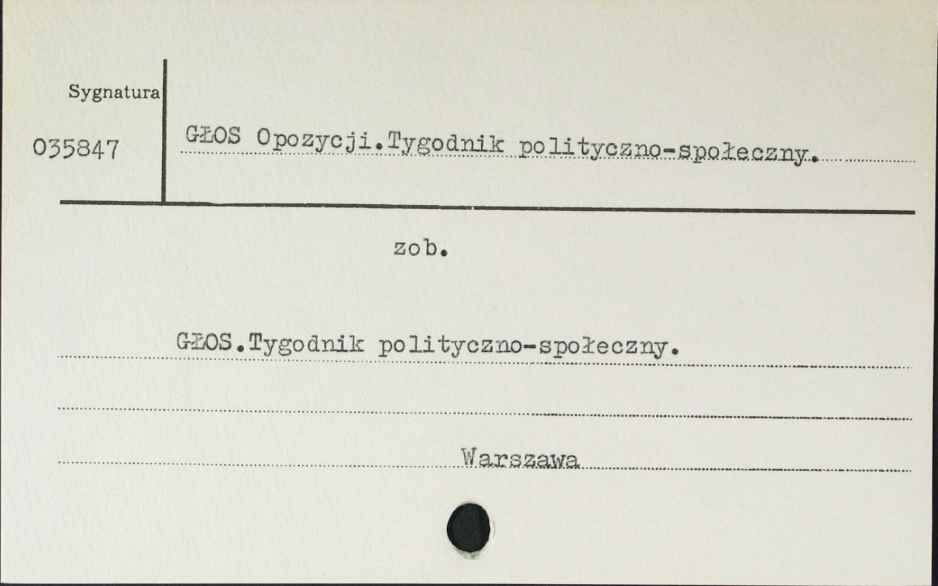 Sygnatura
035847
GŁOS Opozycji.Tygodnik polityczno-społeczny.
zob.
GŁOS.Tygodnik polityczno-społeczny.
Warszawa